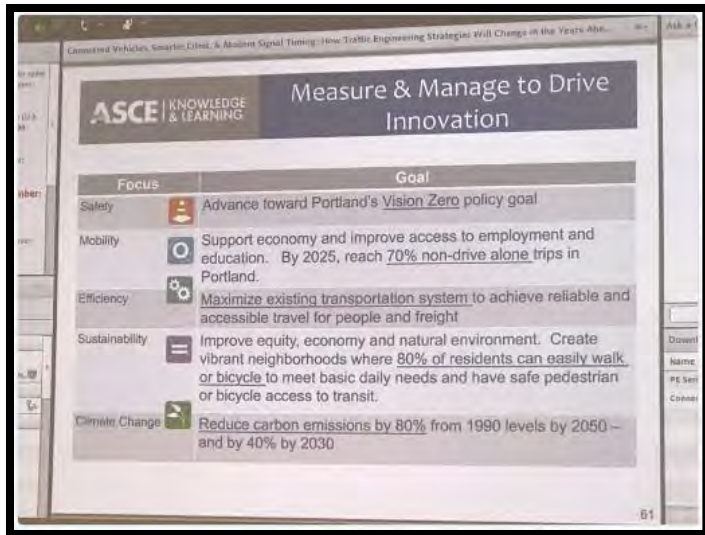 Connected Vehicles, Smarter Cities, & Modern Signal Timing: How Traffic Engineering Strategies Will Change in the Years Ahe...
Ask a
ASCE KNOWLEDGE
& LEARNING
Measure & Manage to Drive
Innovation
Focus
Goal
Safety
Advance toward Portland's Vision Zero policy goal
Mobility
Support economy and improve access to employment and
education. By 2025, reach 70% non-drive alone trips in
Portland.
Efficiency
Maximize existing transportation system to achieve reliable and
accessible travel for people and freight
Sustainability
Improve equity, economy and natural environment. Create
vibrant neighborhoods where 80% of residents can easily walk
or bicycle to meet basic daily needs and have safe pedestrian
or bicycle access to transit.
Climate Change
Reduce carbon emissions by 80% from 1990 levels by 2050 –
and by 40% by 2030
61
Name